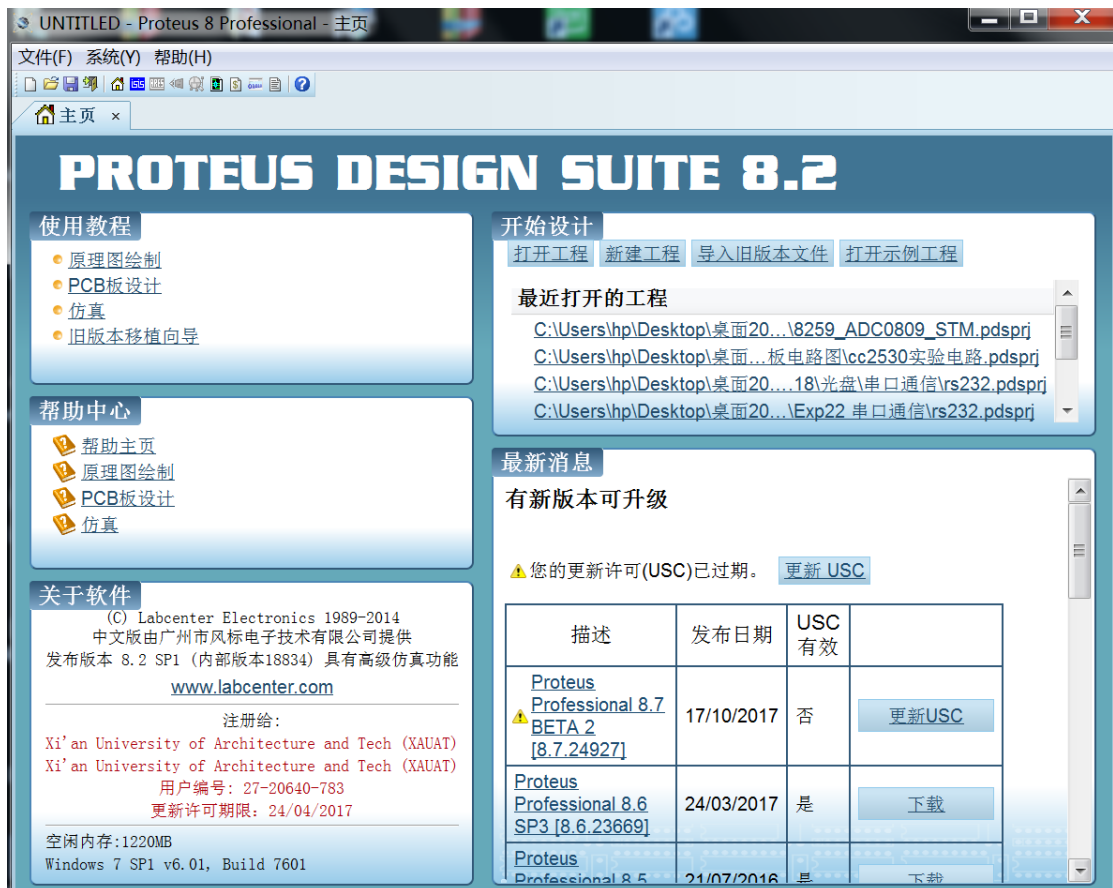 UNTITLED - Proteus 8 Professional - 主页
文件(F) 系统(Y) 帮助(H)
主页 ×
PROTEUS DESIGN SUITE 8.2
使用教程
原理图绘制
PCB板设计
仿真
旧版本移植向导
帮助中心
帮助主页
原理图绘制
PCB板设计
仿真
关于软件
(C) Labcenter Electronics 1989-2014
中文版由广州市风标电子技术有限公司提供
发布版本 8.2 SP1 (内部版本18834) 具有高级仿真功能
www.labcenter.com
注册给:
Xi'an University of Architecture and Tech (XAUAT)
Xi'an University of Architecture and Tech (XAUAT)
用户编号: 27-20640-783
更新许可期限: 24/04/2017
空闲内存:1220MB
Windows 7 SP1 v6.01, Build 7601
开始设计
打开工程 新建工程 导入旧版本文件 打开示例工程
最近打开的工程
C:\Users\hp\Desktop\桌面20...\8259_ADC0809_STM.pdsprj
C:\Users\hp\Desktop\桌面...板电路图\cc2530实验电路.pdsprj
C:\Users\hp\Desktop\桌面20....18\光盘\串口通信\rs232.pdsprj
C:\Users\hp\Desktop\桌面20...\Exp22 串口通信\rs232.pdsprj
最新消息
有新版本可升级
您的更新许可(USC)已过期。 更新 USC
描述 发布日期 USC 有效
Proteus
Professional 8.7
BETA 2
[8.7.24927]
17/10/2017 否 更新USC
Proteus
Professional 8.6
SP3 [8.6.23669]
24/03/2017 是 下载
Proteus
Professional 8.5
21/07/2016 是 下载